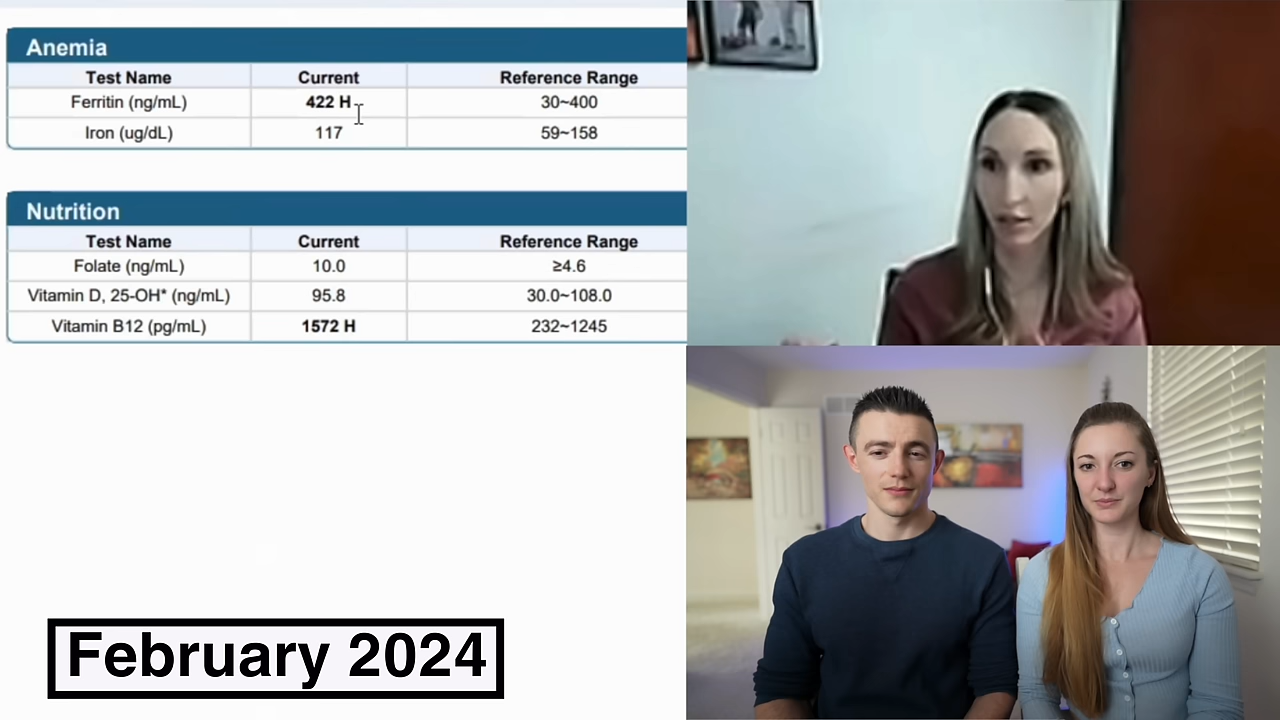 Anemia
Test Name Current Reference Range
Ferritin (ng/mL) 422 H 30~400
Iron (ug/dL) 117 59~158
Nutrition
Test Name Current Reference Range
Folate (ng/mL) 10.0 ≥4.6
Vitamin D, 25-OH* (ng/mL) 95.8 30.0~108.0
Vitamin B12 (pg/mL) 1572 H 232~1245
February 2024